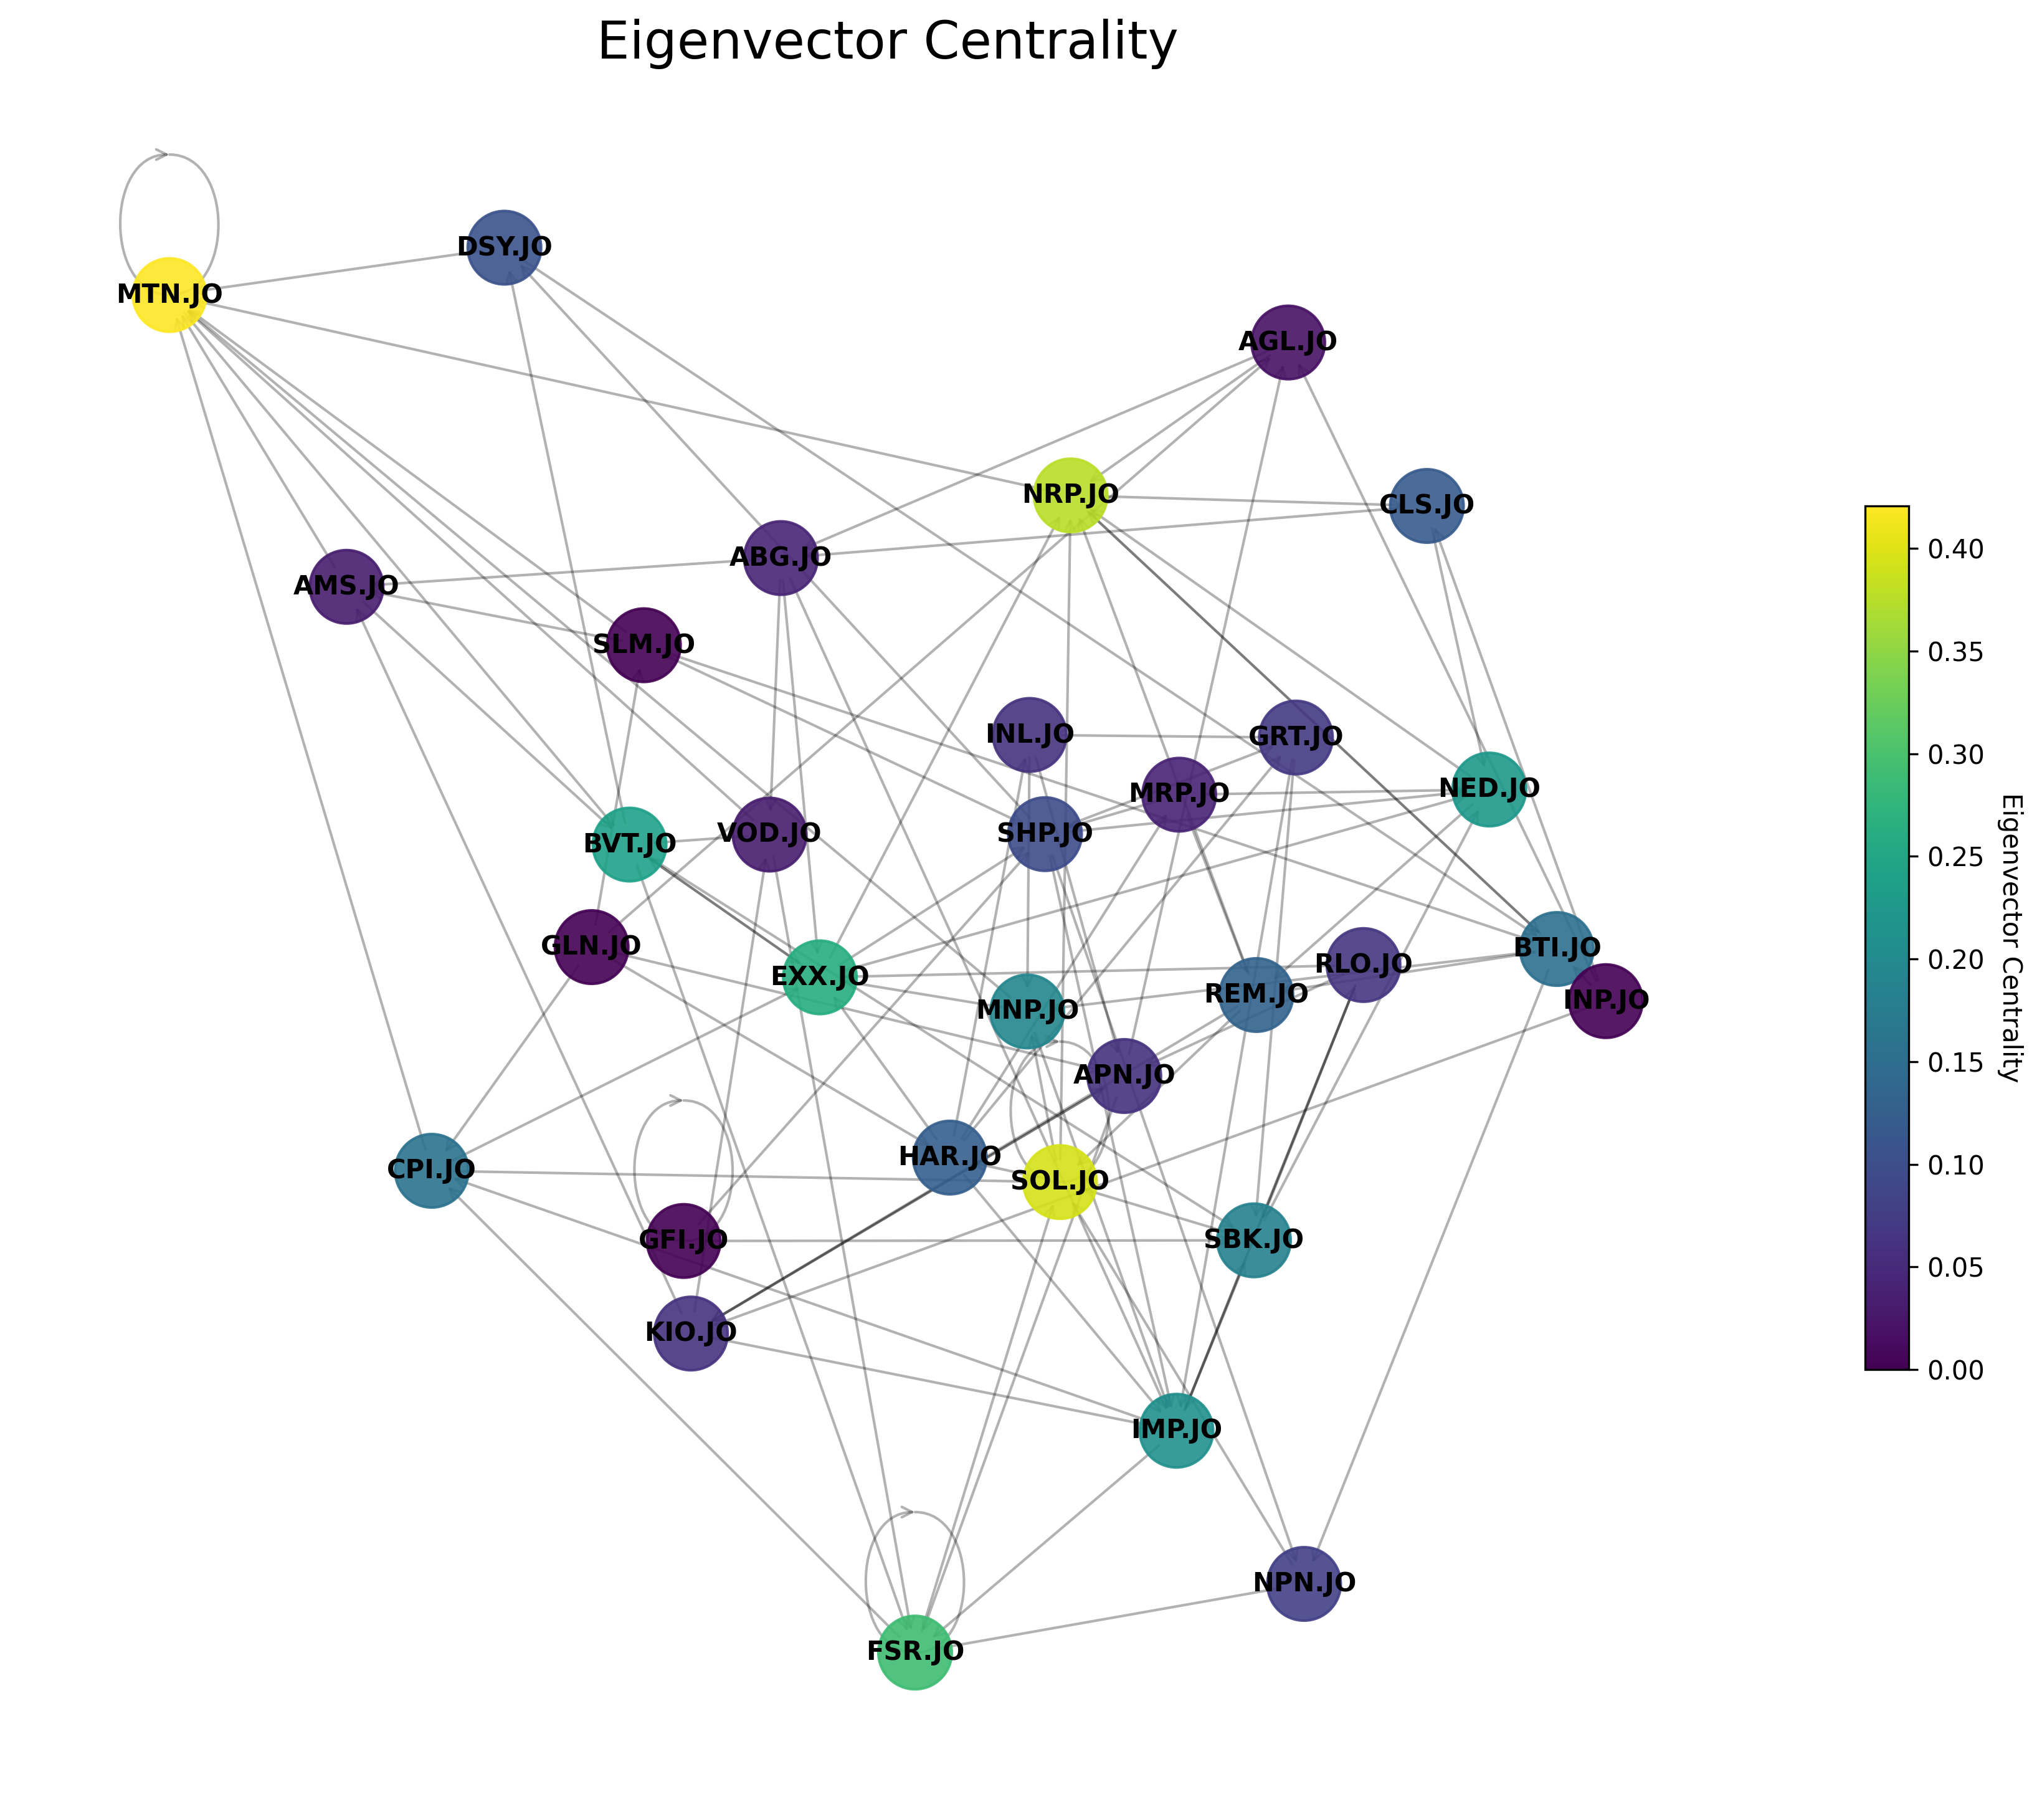 Eigenvector Centrality
DSY.JO
MTN.JO
AGL.JO
NRP.JO
CLS.JO
ABG.JO
AMS.JO
SLM.JO
INL.JO
GRT.JO
MRP.JO
NED.JO
SHP.JO
VOD.JO
BVT.JO
GLN.JO
BTI.JO
RLO.JO
EXX.JO
REM.JO
INP.JO
MNP.JO
APN.JO
HAR.JO
CPI.JO
SOL.JO
GFI.JO
SBK.JO
KIO.JO
IMP.JO
NPN.JO
FSR.JO
0.40
0.35
0.30
0.25
0.20
0.15
0.10
0.05
0.00
Eigenvector Centrality